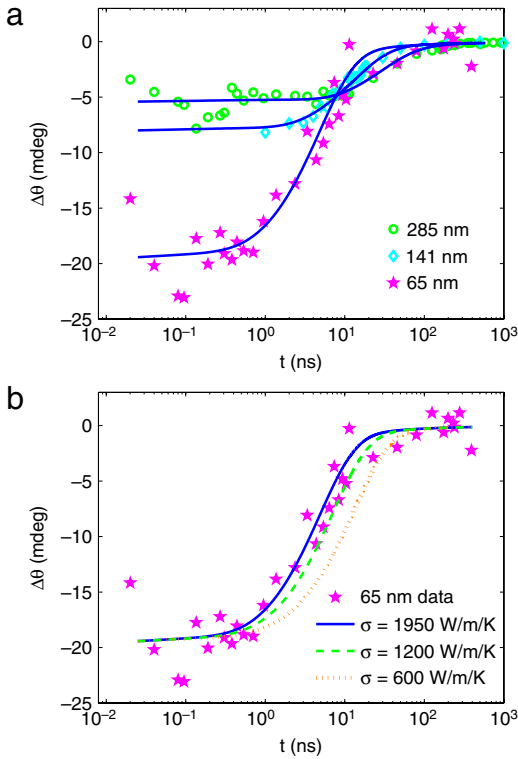 a
0
−5
−10
−15
−20
−25
Δθ (mdeg)
285 nm
141 nm
65 nm
10⁻² 10⁻¹ 10⁰ 10¹ 10² 10³
t (ns)
b
0
−5
−10
−15
−20
−25
Δθ (mdeg)
65 nm data
σ = 1950 W/m/K
σ = 1200 W/m/K
σ = 600 W/m/K
10⁻² 10⁻¹ 10⁰ 10¹ 10² 10³
t (ns)